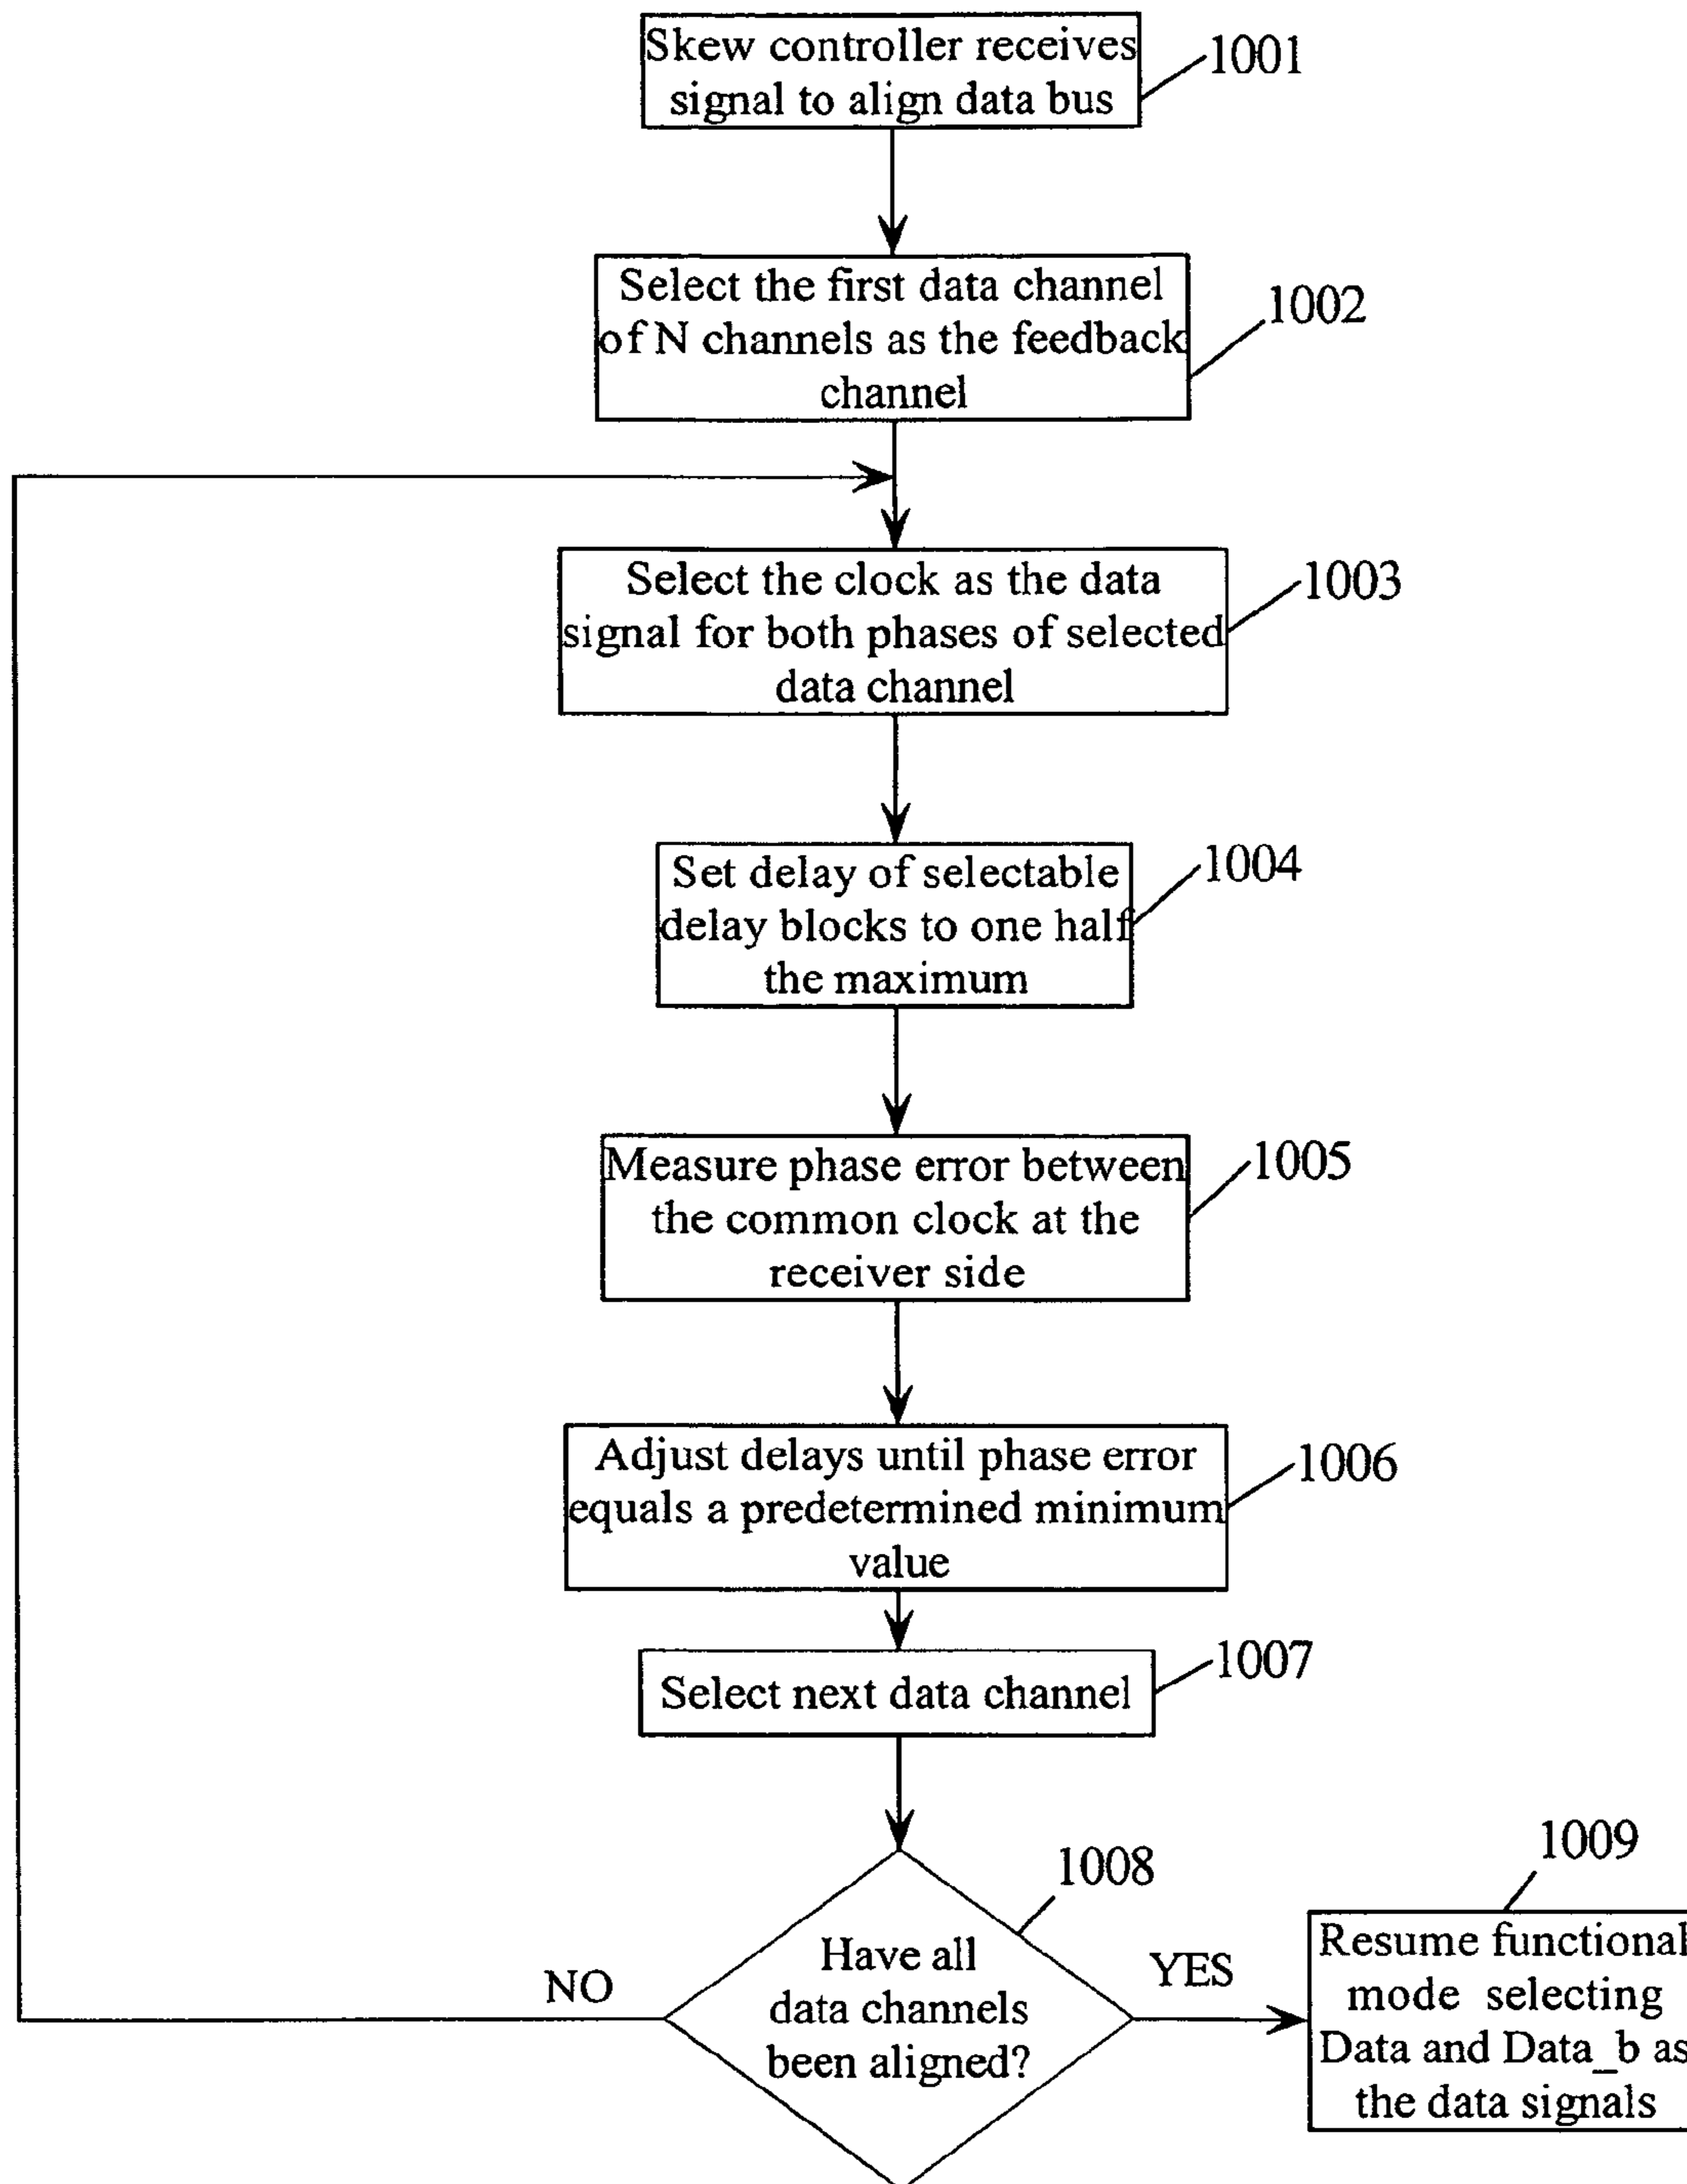 Skew controller receives
signal to align data bus
1001
Select the first data channel
of N channels as the feedback
channel
1002
Select the clock as the data
signal for both phases of selected
data channel
1003
Set delay of selectable
delay blocks to one half
the maximum
1004
Measure phase error between
the common clock at the
receiver side
1005
Adjust delays until phase error
equals a predetermined minimum
value
1006
Select next data channel
1007
Have all
data channels
been aligned?
1008
NO
YES
1009
Resume functional
mode selecting
Data and Data_b as
the data signals